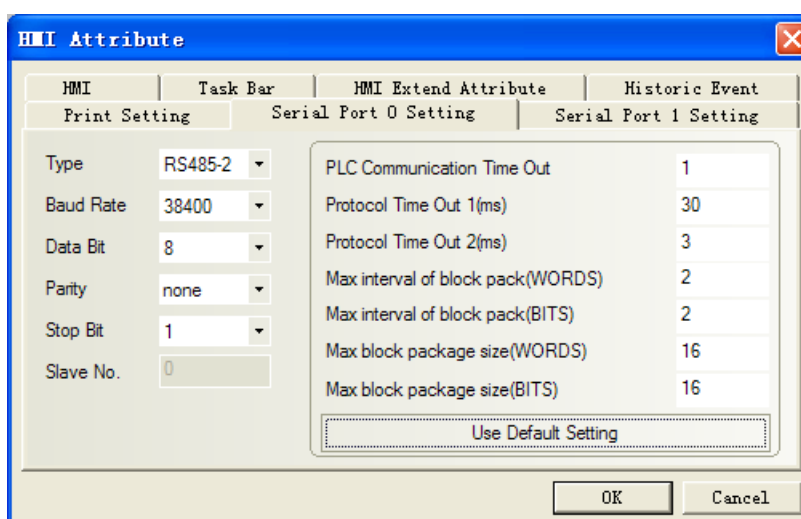 HMI Attribute
HMI Task Bar HMI Extend Attribute Historic Event
Print Setting Serial Port 0 Setting Serial Port 1 Setting
Type RS485-2
Baud Rate 38400
Data Bit 8
Parity none
Stop Bit 1
Slave No. 0
PLC Communication Time Out 1
Protocol Time Out 1(ms) 30
Protocol Time Out 2(ms) 3
Max interval of block pack(WORDS) 2
Max interval of block pack(BITS) 2
Max block package size(WORDS) 16
Max block package size(BITS) 16
Use Default Setting
OK Cancel